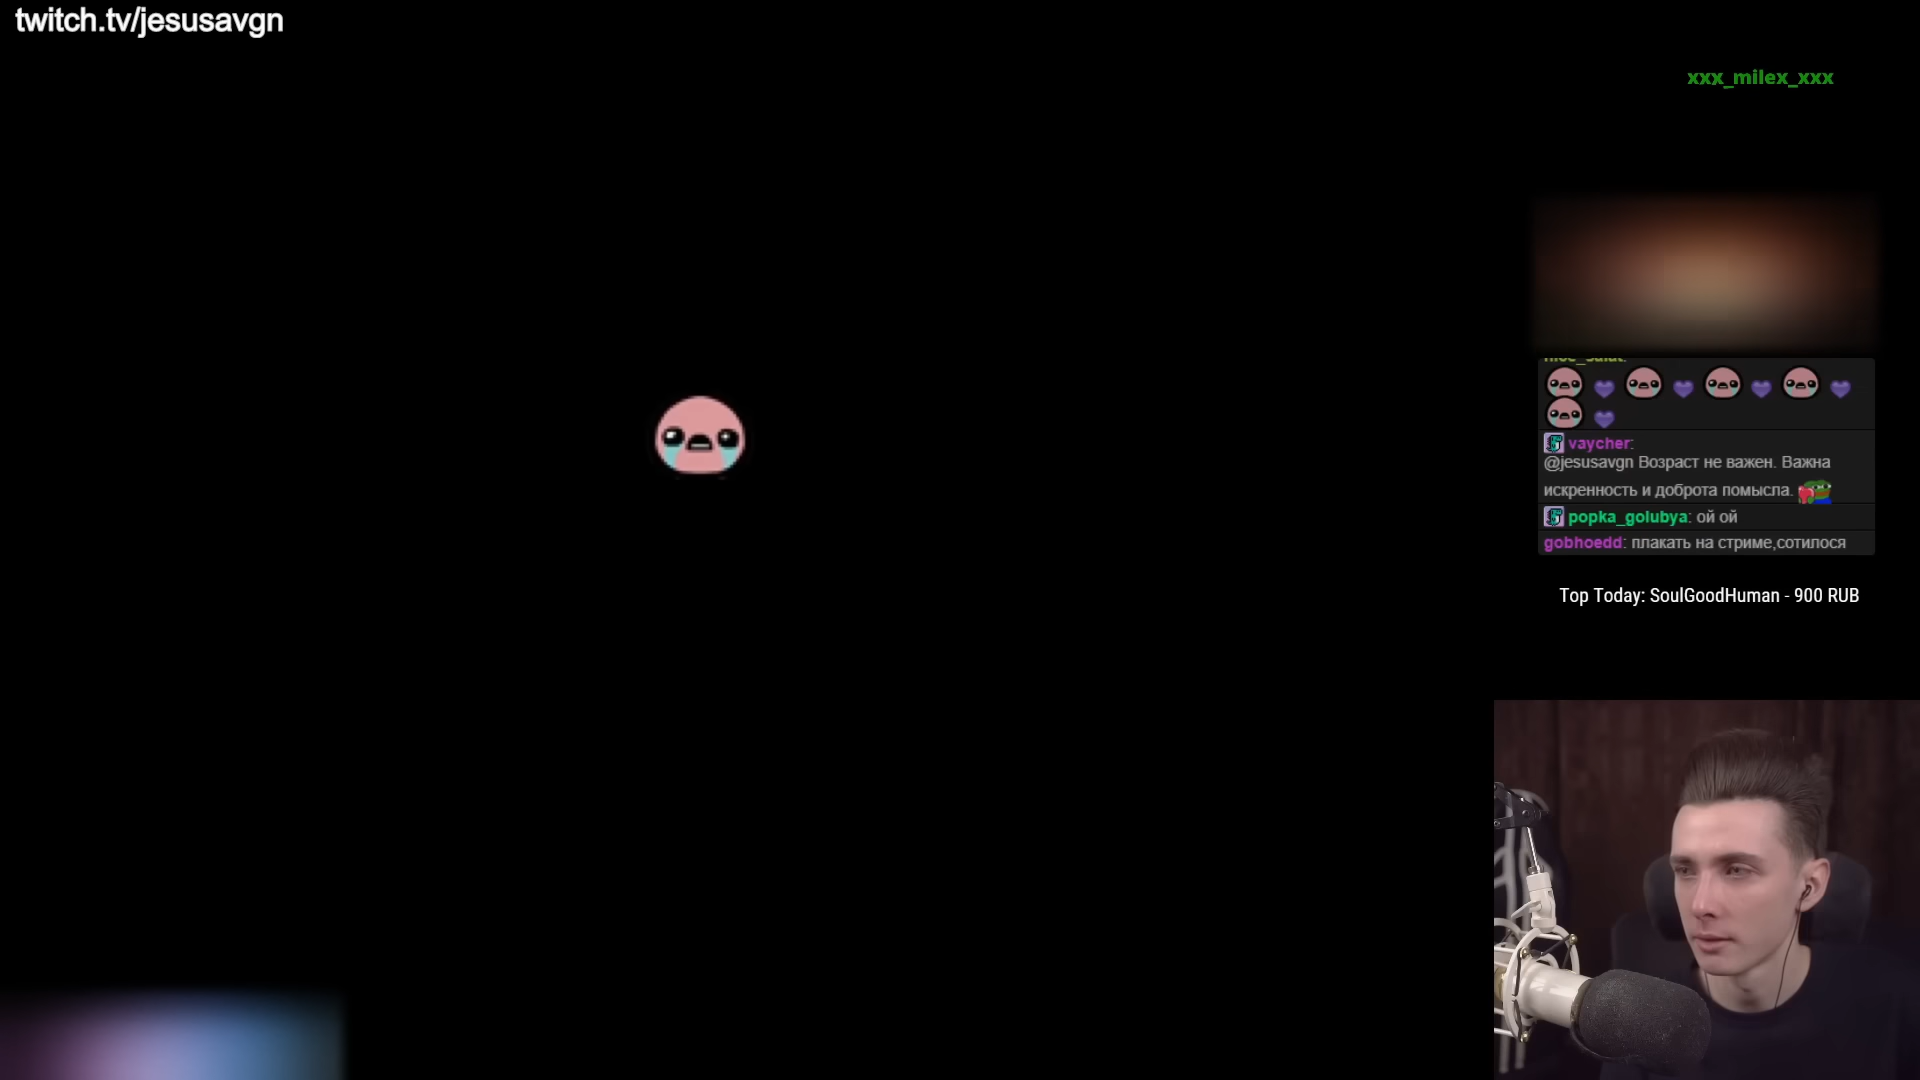 twitch.tv/jesusavgn
xxx_milex_xxx
vaycher:
@jesusavgn Возраст не важен. Важна
искренность и доброта помысла.
popka_golubya: ой ой
gobhoedd: плакать на стриме,сотилося
Top Today: SoulGoodHuman - 900 RUB